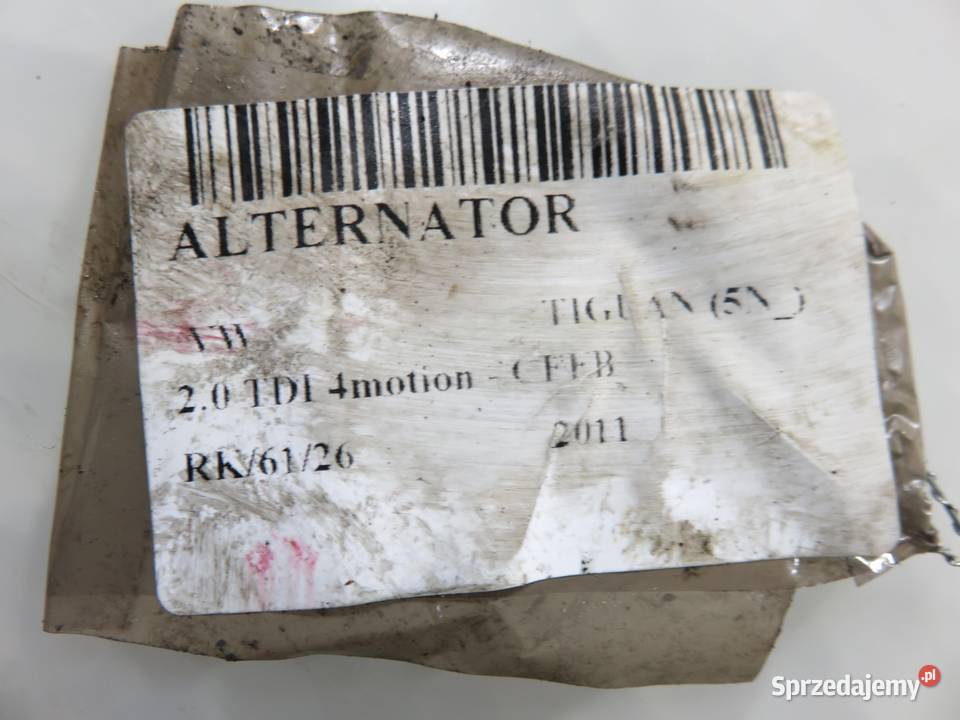 ALTERNATOR
VW TIGUAN (5N_)
2.0 TDI 4motion - CFFB
RK/61/26 2011
Sprzedajemy.pl